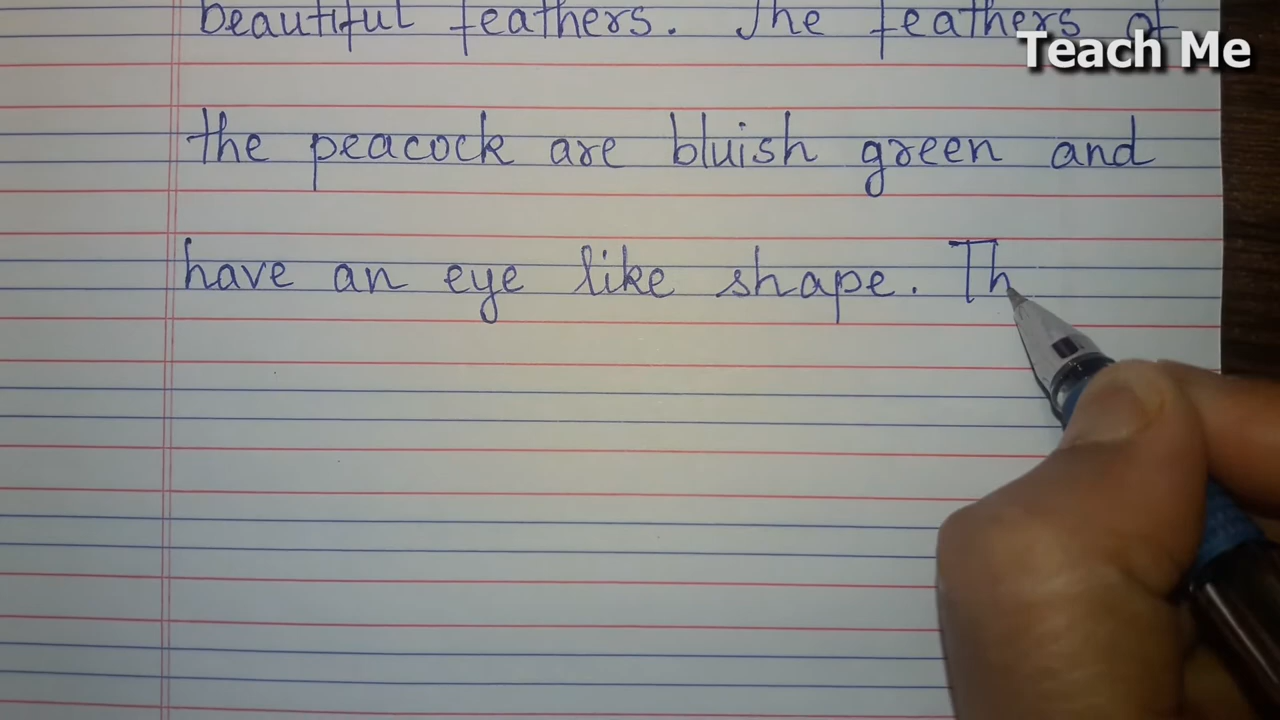 beautiful feathers. The feathers of
Teach Me
the peacock are bluish green and
have an eye like shape. Th